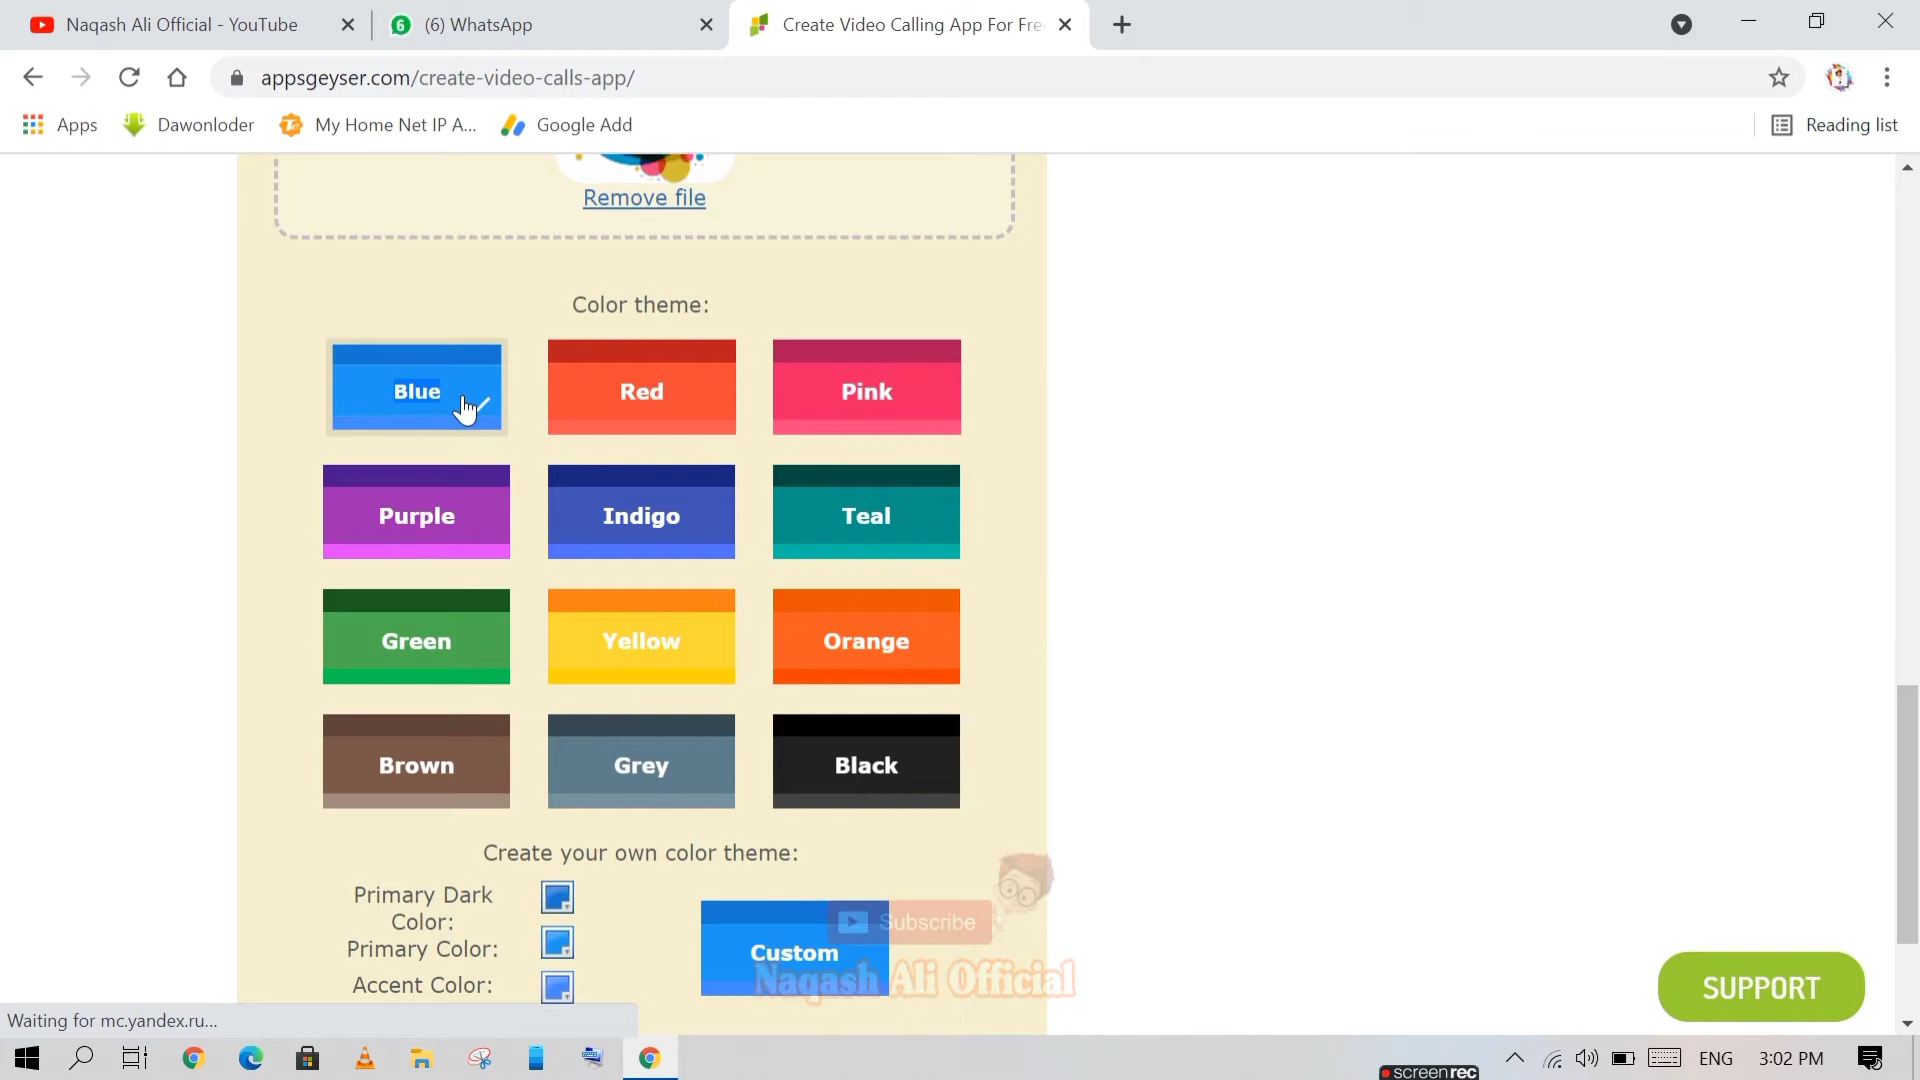 Naqash Ali Official - YouTube
6
(6) WhatsApp
Create Video Calling App For Fre
appsgeyser.com/create-video-calls-app/
Apps
Dawonloder
My Home Net IP A...
Google Add
Reading list
Remove file
Color theme:
Blue
Red
Pink
Purple
Indigo
Teal
Green
Yellow
Orange
Brown
Grey
Black
Create your own color theme:
Primary Dark
Color:
Primary Color:
Accent Color:
Custom
Subscribe
Naqash Ali Official
SUPPORT
Waiting for mc.yandex.ru...
ENG
3:02 PM
screenrec